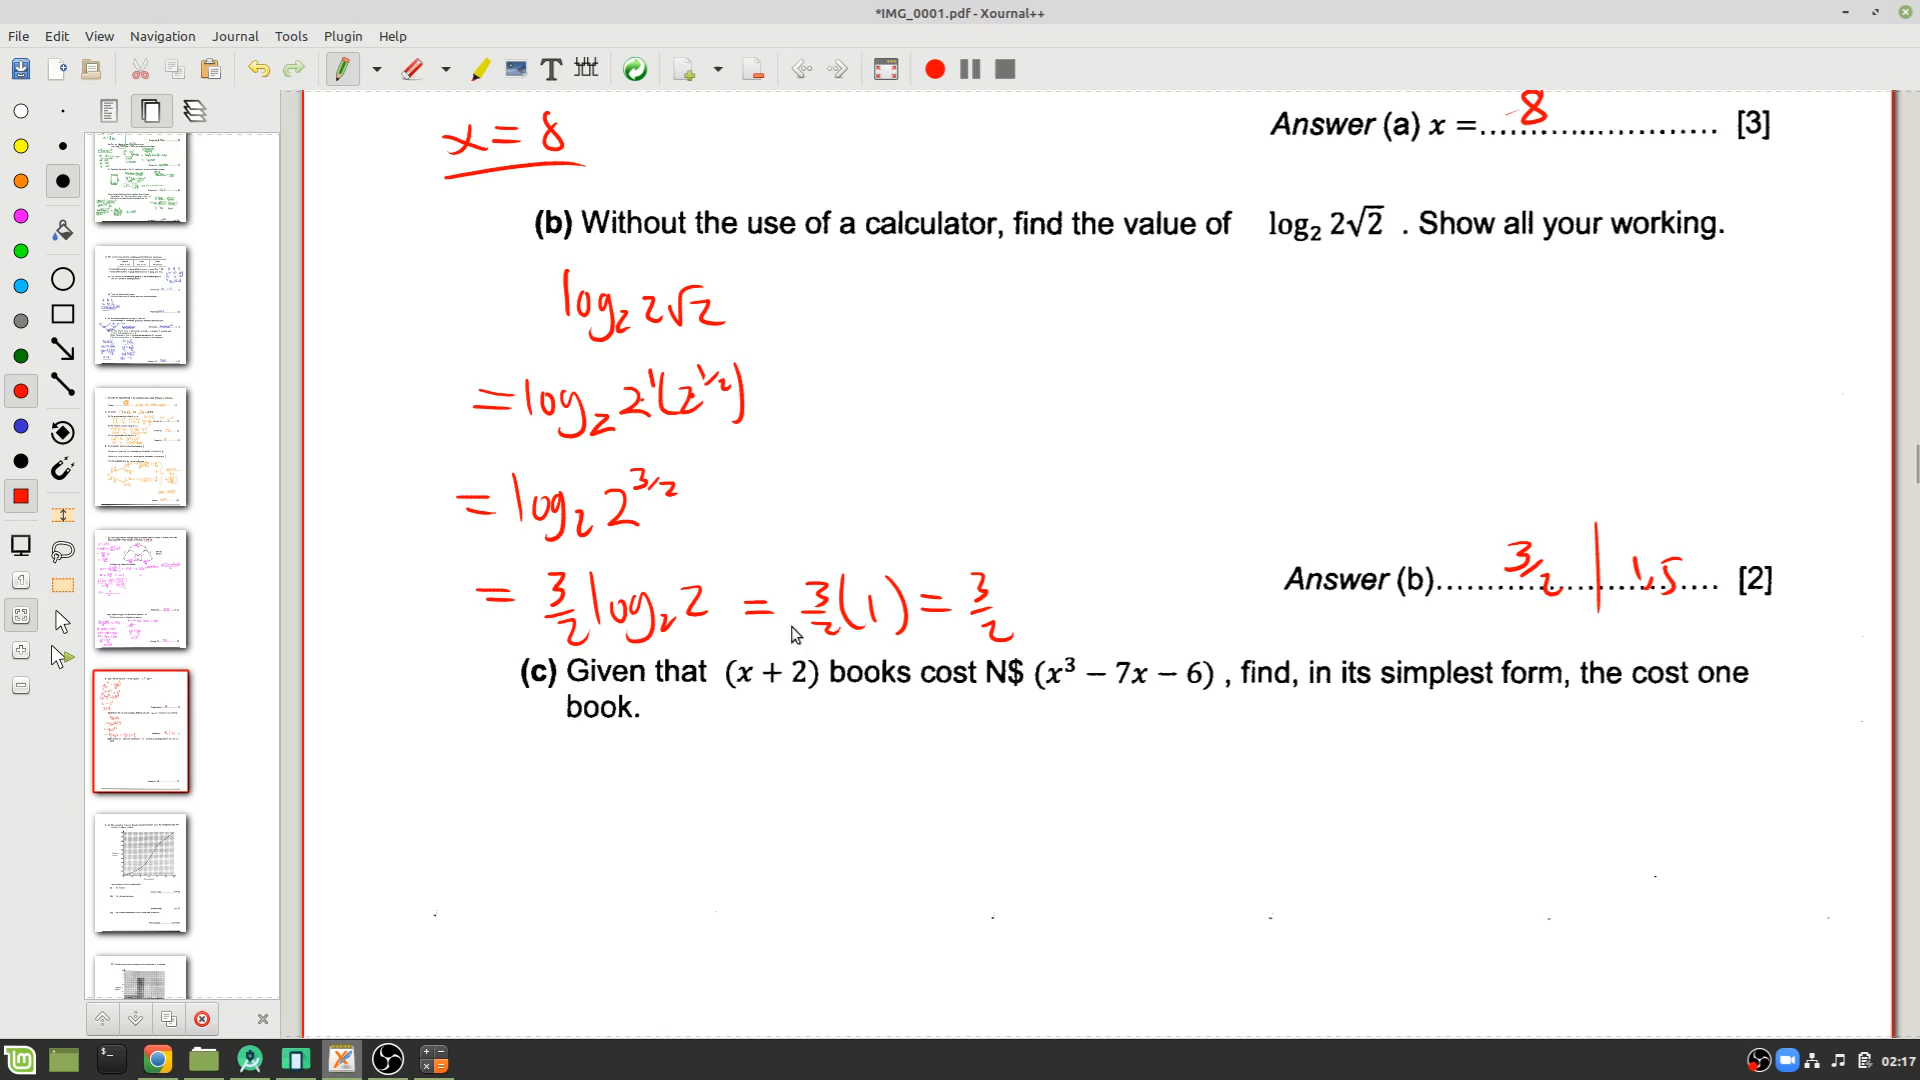 *IMG_0001.pdf - Xournal++
File Edit View Navigation Journal Tools Plugin Help
x = 8
Answer (a) x =.......................... [3]
8
(b) Without the use of a calculator, find the value of log₂ 2√2 . Show all your working.
log₂ 2√2
= log₂ 2¹(2^1/2)
= log₂ 2^3/2
= 3/2 log₂ 2 = 3/2 (1) = 3/2
Answer (b).............................. [2]
3/2 | 1,5
(c) Given that (x + 2) books cost N$ (x³ − 7x − 6) , find, in its simplest form, the cost one
book.
02:17